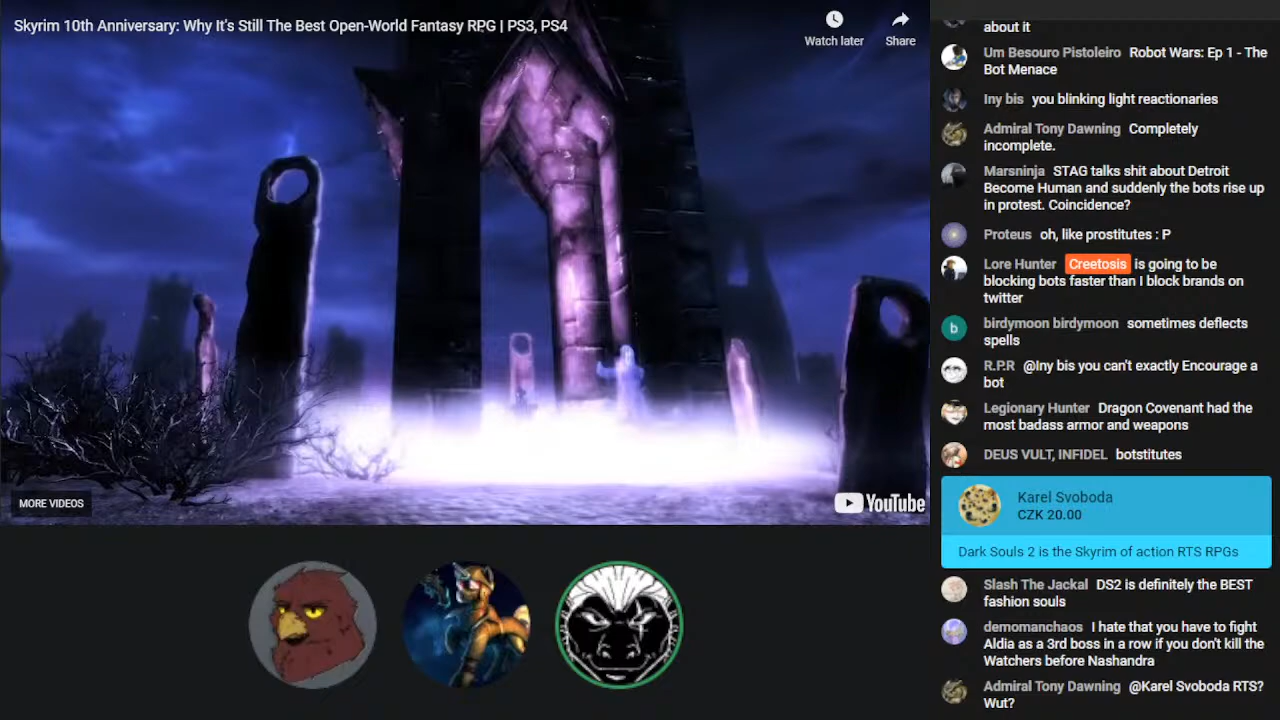 Skyrim 10th Anniversary: Why It's Still The Best Open-World Fantasy RPG | PS3, PS4
Watch later
Share
MORE VIDEOS
YouTube
about it
Um Besouro Pistoleiro Robot Wars: Ep 1 - The
Bot Menace
Iny bis you blinking light reactionaries
Admiral Tony Dawning Completely
incomplete.
Marsninja STAG talks shit about Detroit
Become Human and suddenly the bots rise up
in protest. Coincidence?
Proteus oh, like prostitutes : P
Lore Hunter Creetosis is going to be
blocking bots faster than I block brands on
twitter
birdymoon birdymoon sometimes deflects
spells
R.P.R @Iny bis you can't exactly Encourage a
bot
Legionary Hunter Dragon Covenant had the
most badass armor and weapons
DEUS VULT, INFIDEL botstitutes
Karel Svoboda
CZK 20.00
Dark Souls 2 is the Skyrim of action RTS RPGs
Slash The Jackal DS2 is definitely the BEST
fashion souls
demomanchaos I hate that you have to fight
Aldia as a 3rd boss in a row if you don't kill the
Watchers before Nashandra
Admiral Tony Dawning @Karel Svoboda RTS?
Wut?